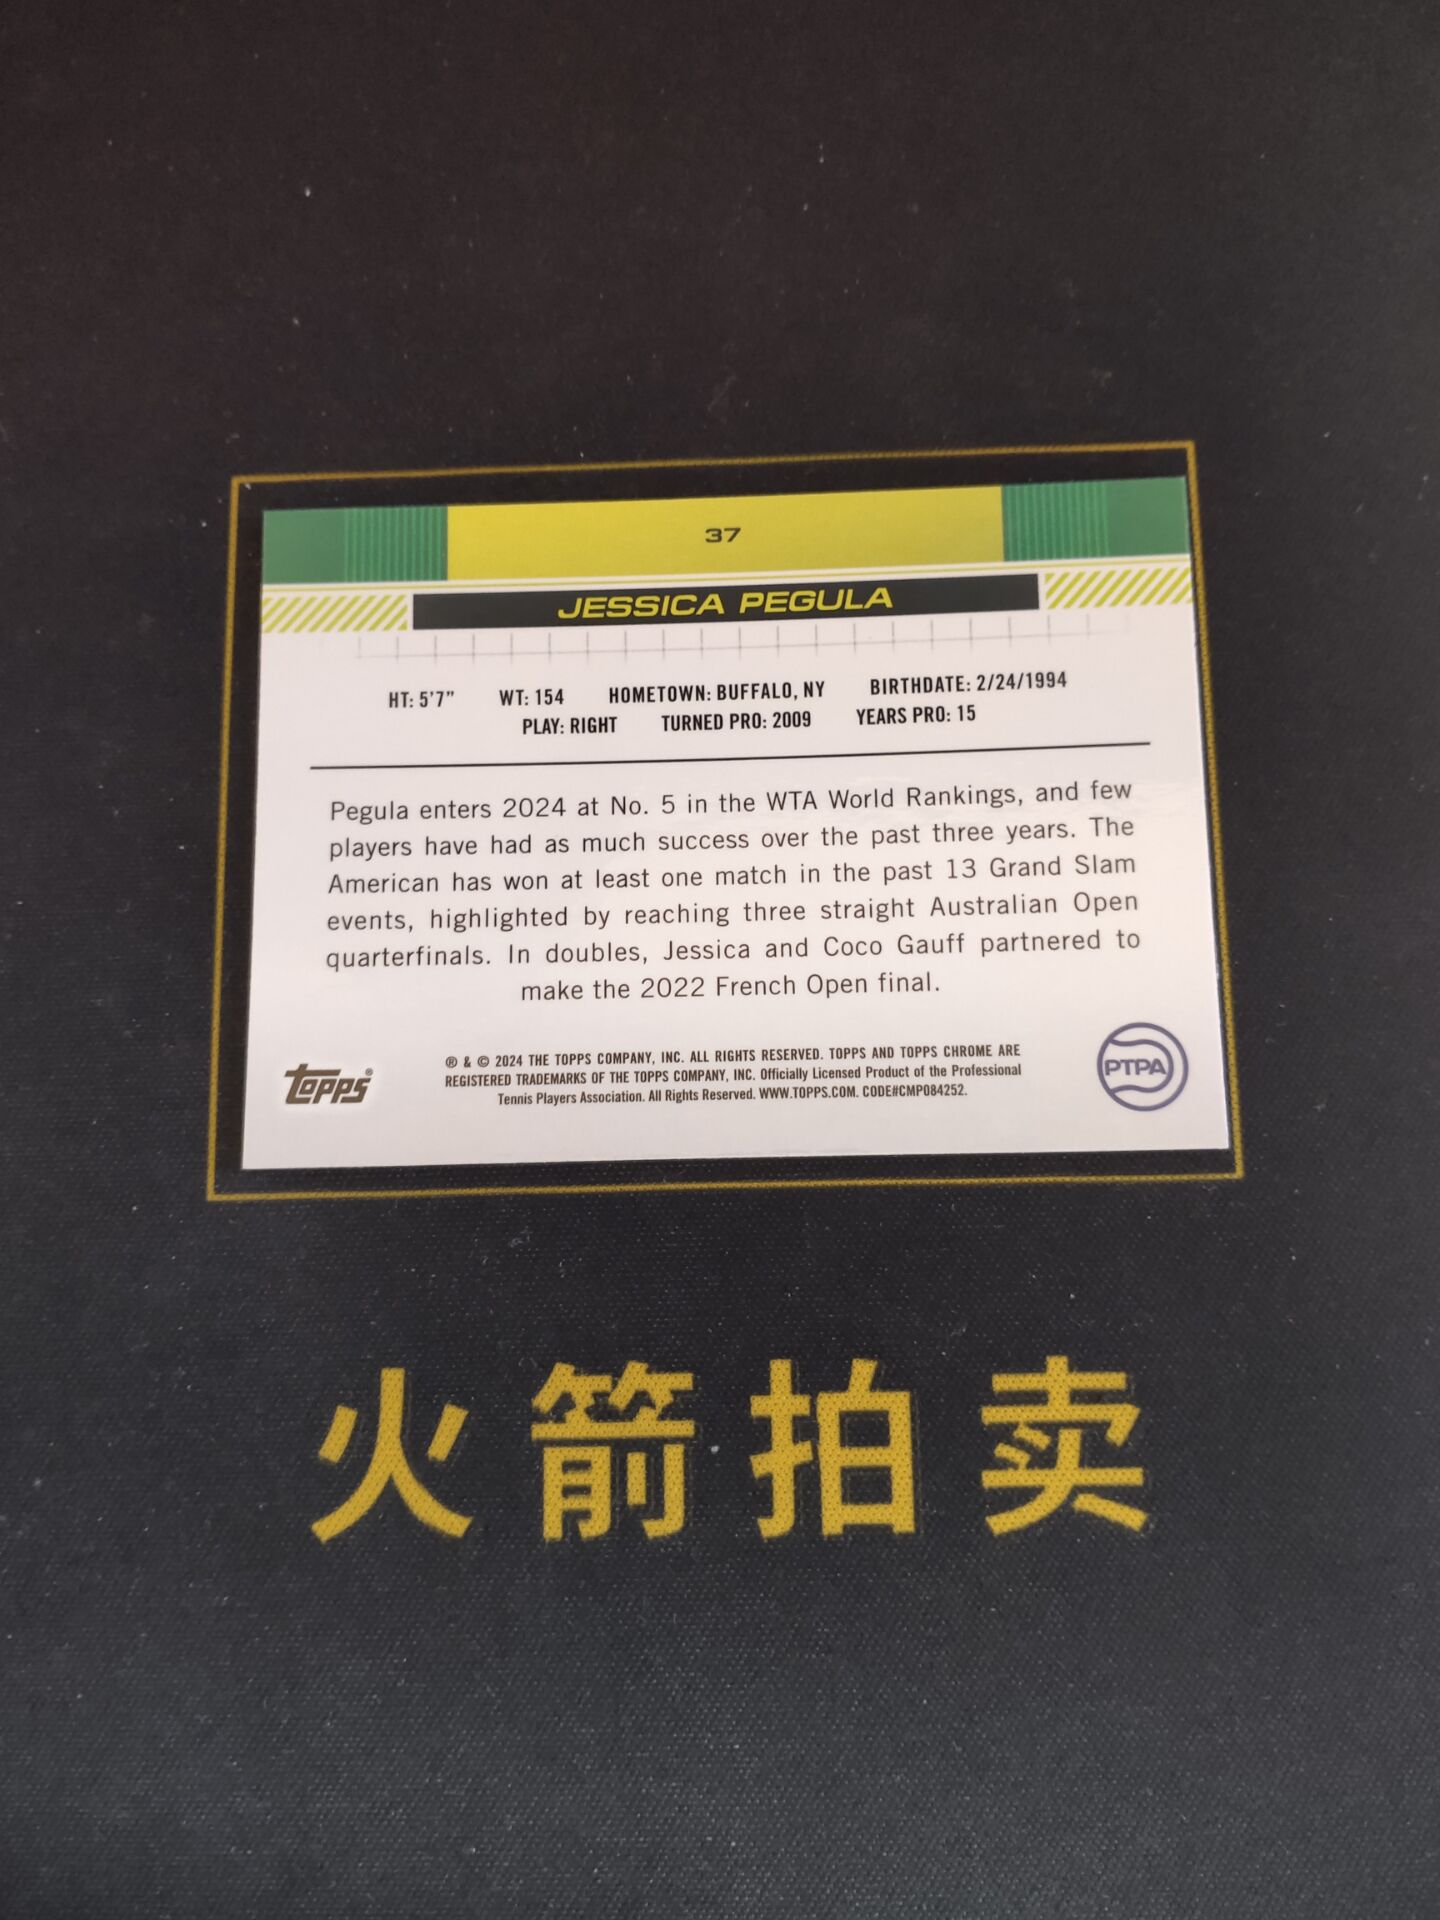 37
JESSICA PEGULA
HT: 5'7" WT: 154 HOMETOWN: BUFFALO, NY BIRTHDATE: 2/24/1994
PLAY: RIGHT TURNED PRO: 2009 YEARS PRO: 15
Pegula enters 2024 at No. 5 in the WTA World Rankings, and few
players have had as much success over the past three years. The
American has won at least one match in the past 13 Grand Slam
events, highlighted by reaching three straight Australian Open
quarterfinals. In doubles, Jessica and Coco Gauff partnered to
make the 2022 French Open final.
Topps®
® & © 2024 THE TOPPS COMPANY, INC. ALL RIGHTS RESERVED. TOPPS AND TOPPS CHROME ARE
REGISTERED TRADEMARKS OF THE TOPPS COMPANY, INC. Officially Licensed Product of the Professional
Tennis Players Association. All Rights Reserved. WWW.TOPPS.COM. CODE#CMP084252.
PTPA
火箭拍卖